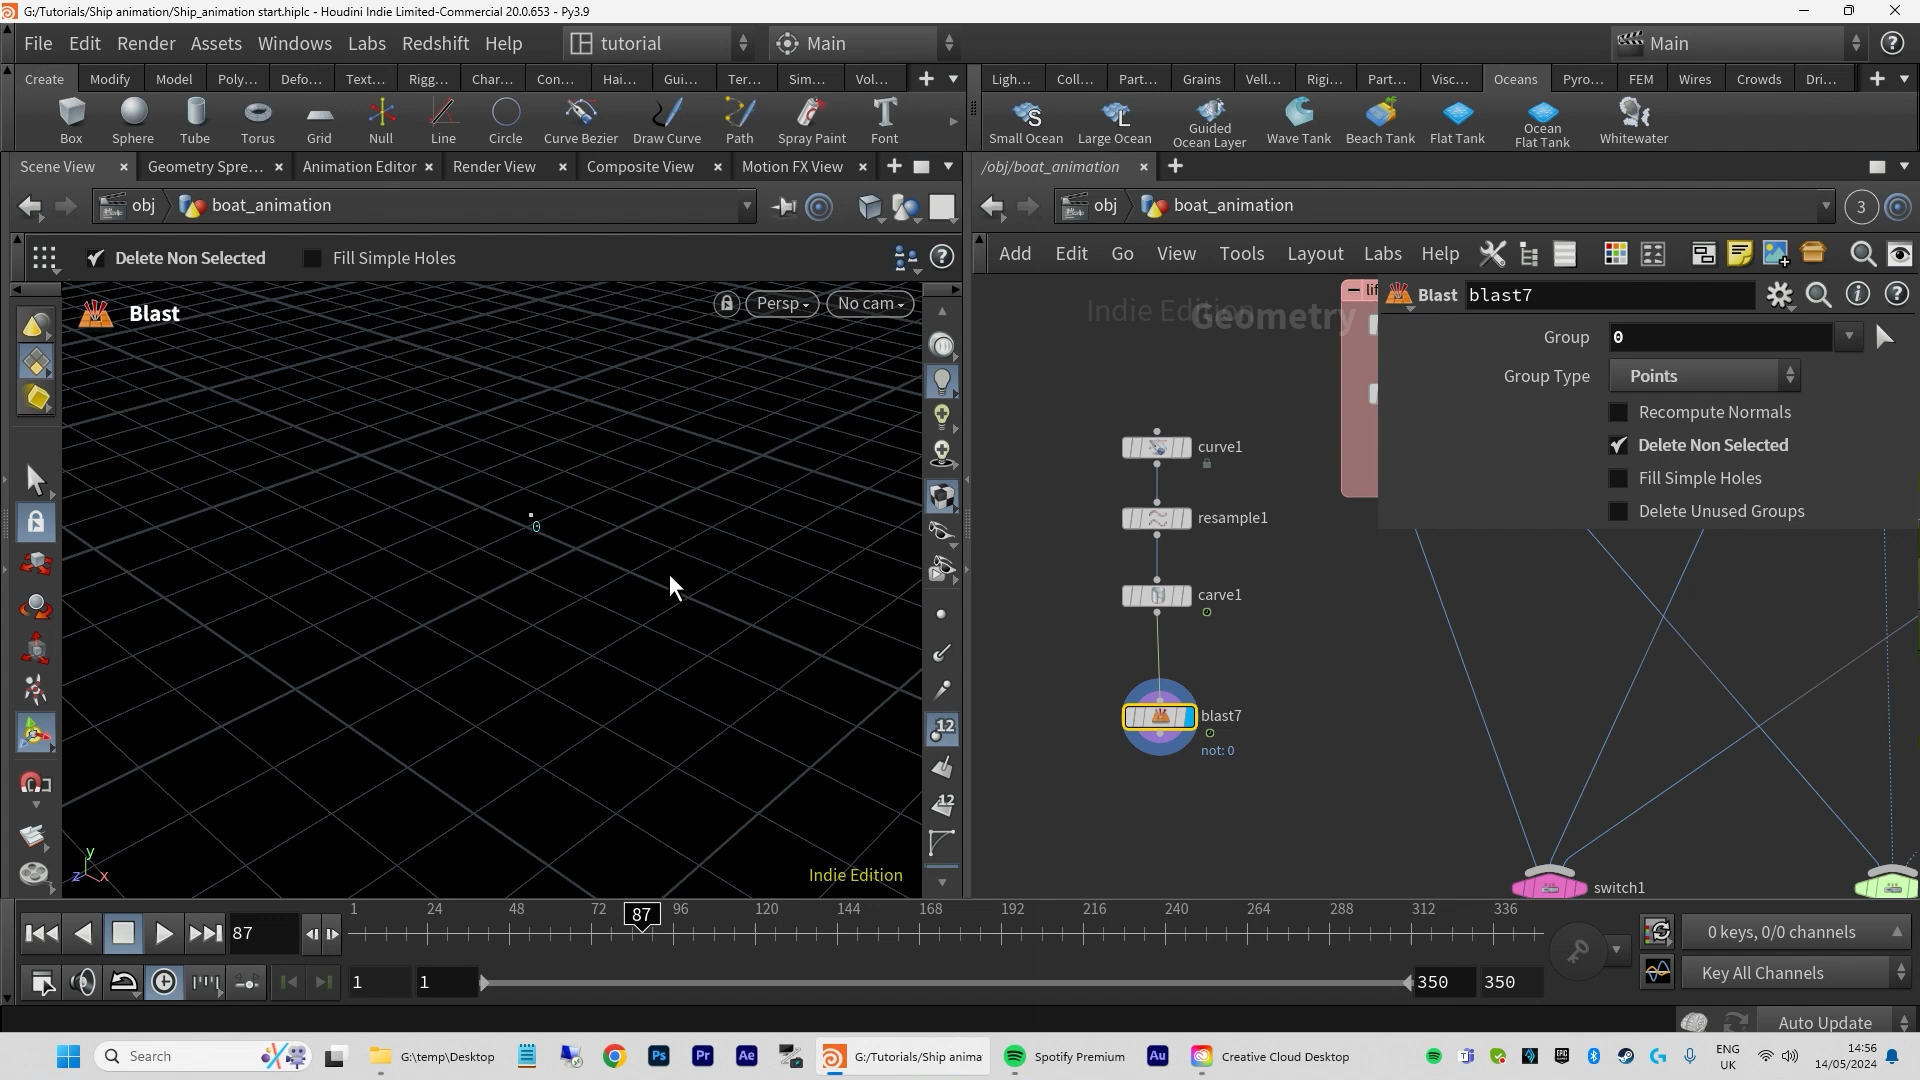 G:/Tutorials/Ship animation/Ship_animation start.hiplc - Houdini Indie Limited-Commercial 20.0.653 - Py3.9
File Edit Render Assets Windows Labs Redshift Help tutorial Main Main
Create Modify Model Poly... Defo... Text... Rigg... Char... Con... Hai... Gui... Ter... Sim... Vol...
Ligh... Coll... Part... Grains Vell... Rigi... Part... Visc... Oceans Pyro... FEM Wires Crowds Dri...
Box Sphere Tube Torus Grid Null Line Circle Curve Bezier Draw Curve Path Spray Paint Font
Small Ocean Large Ocean Guided Ocean Layer Wave Tank Beach Tank Flat Tank Ocean Flat Tank Whitewater
Scene View Geometry Spre... Animation Editor Render View Composite View Motion FX View
/obj/boat_animation
obj boat_animation
obj boat_animation 3
Delete Non Selected Fill Simple Holes
Add Edit Go View Tools Layout Labs Help
Blast
Persp No cam
0
12
12
y
z x
Indie Edition
Indie Edition
Geometry
lif
Blast blast7
Group 0
Group Type Points
Recompute Normals
Delete Non Selected
Fill Simple Holes
Delete Unused Groups
curve1
resample1
carve1
blast7
not: 0
switch1
1 24 48 72 87 96 120 144 168 192 216 240 264 288 312 336
87
0 keys, 0/0 channels
1 1 350 350
Key All Channels
Auto Update
Search
G:\temp\Desktop
Ps
Pr
Ae
G:/Tutorials/Ship anima
Spotify Premium
Au
Creative Cloud Desktop
ENG
UK
14:56
14/05/2024